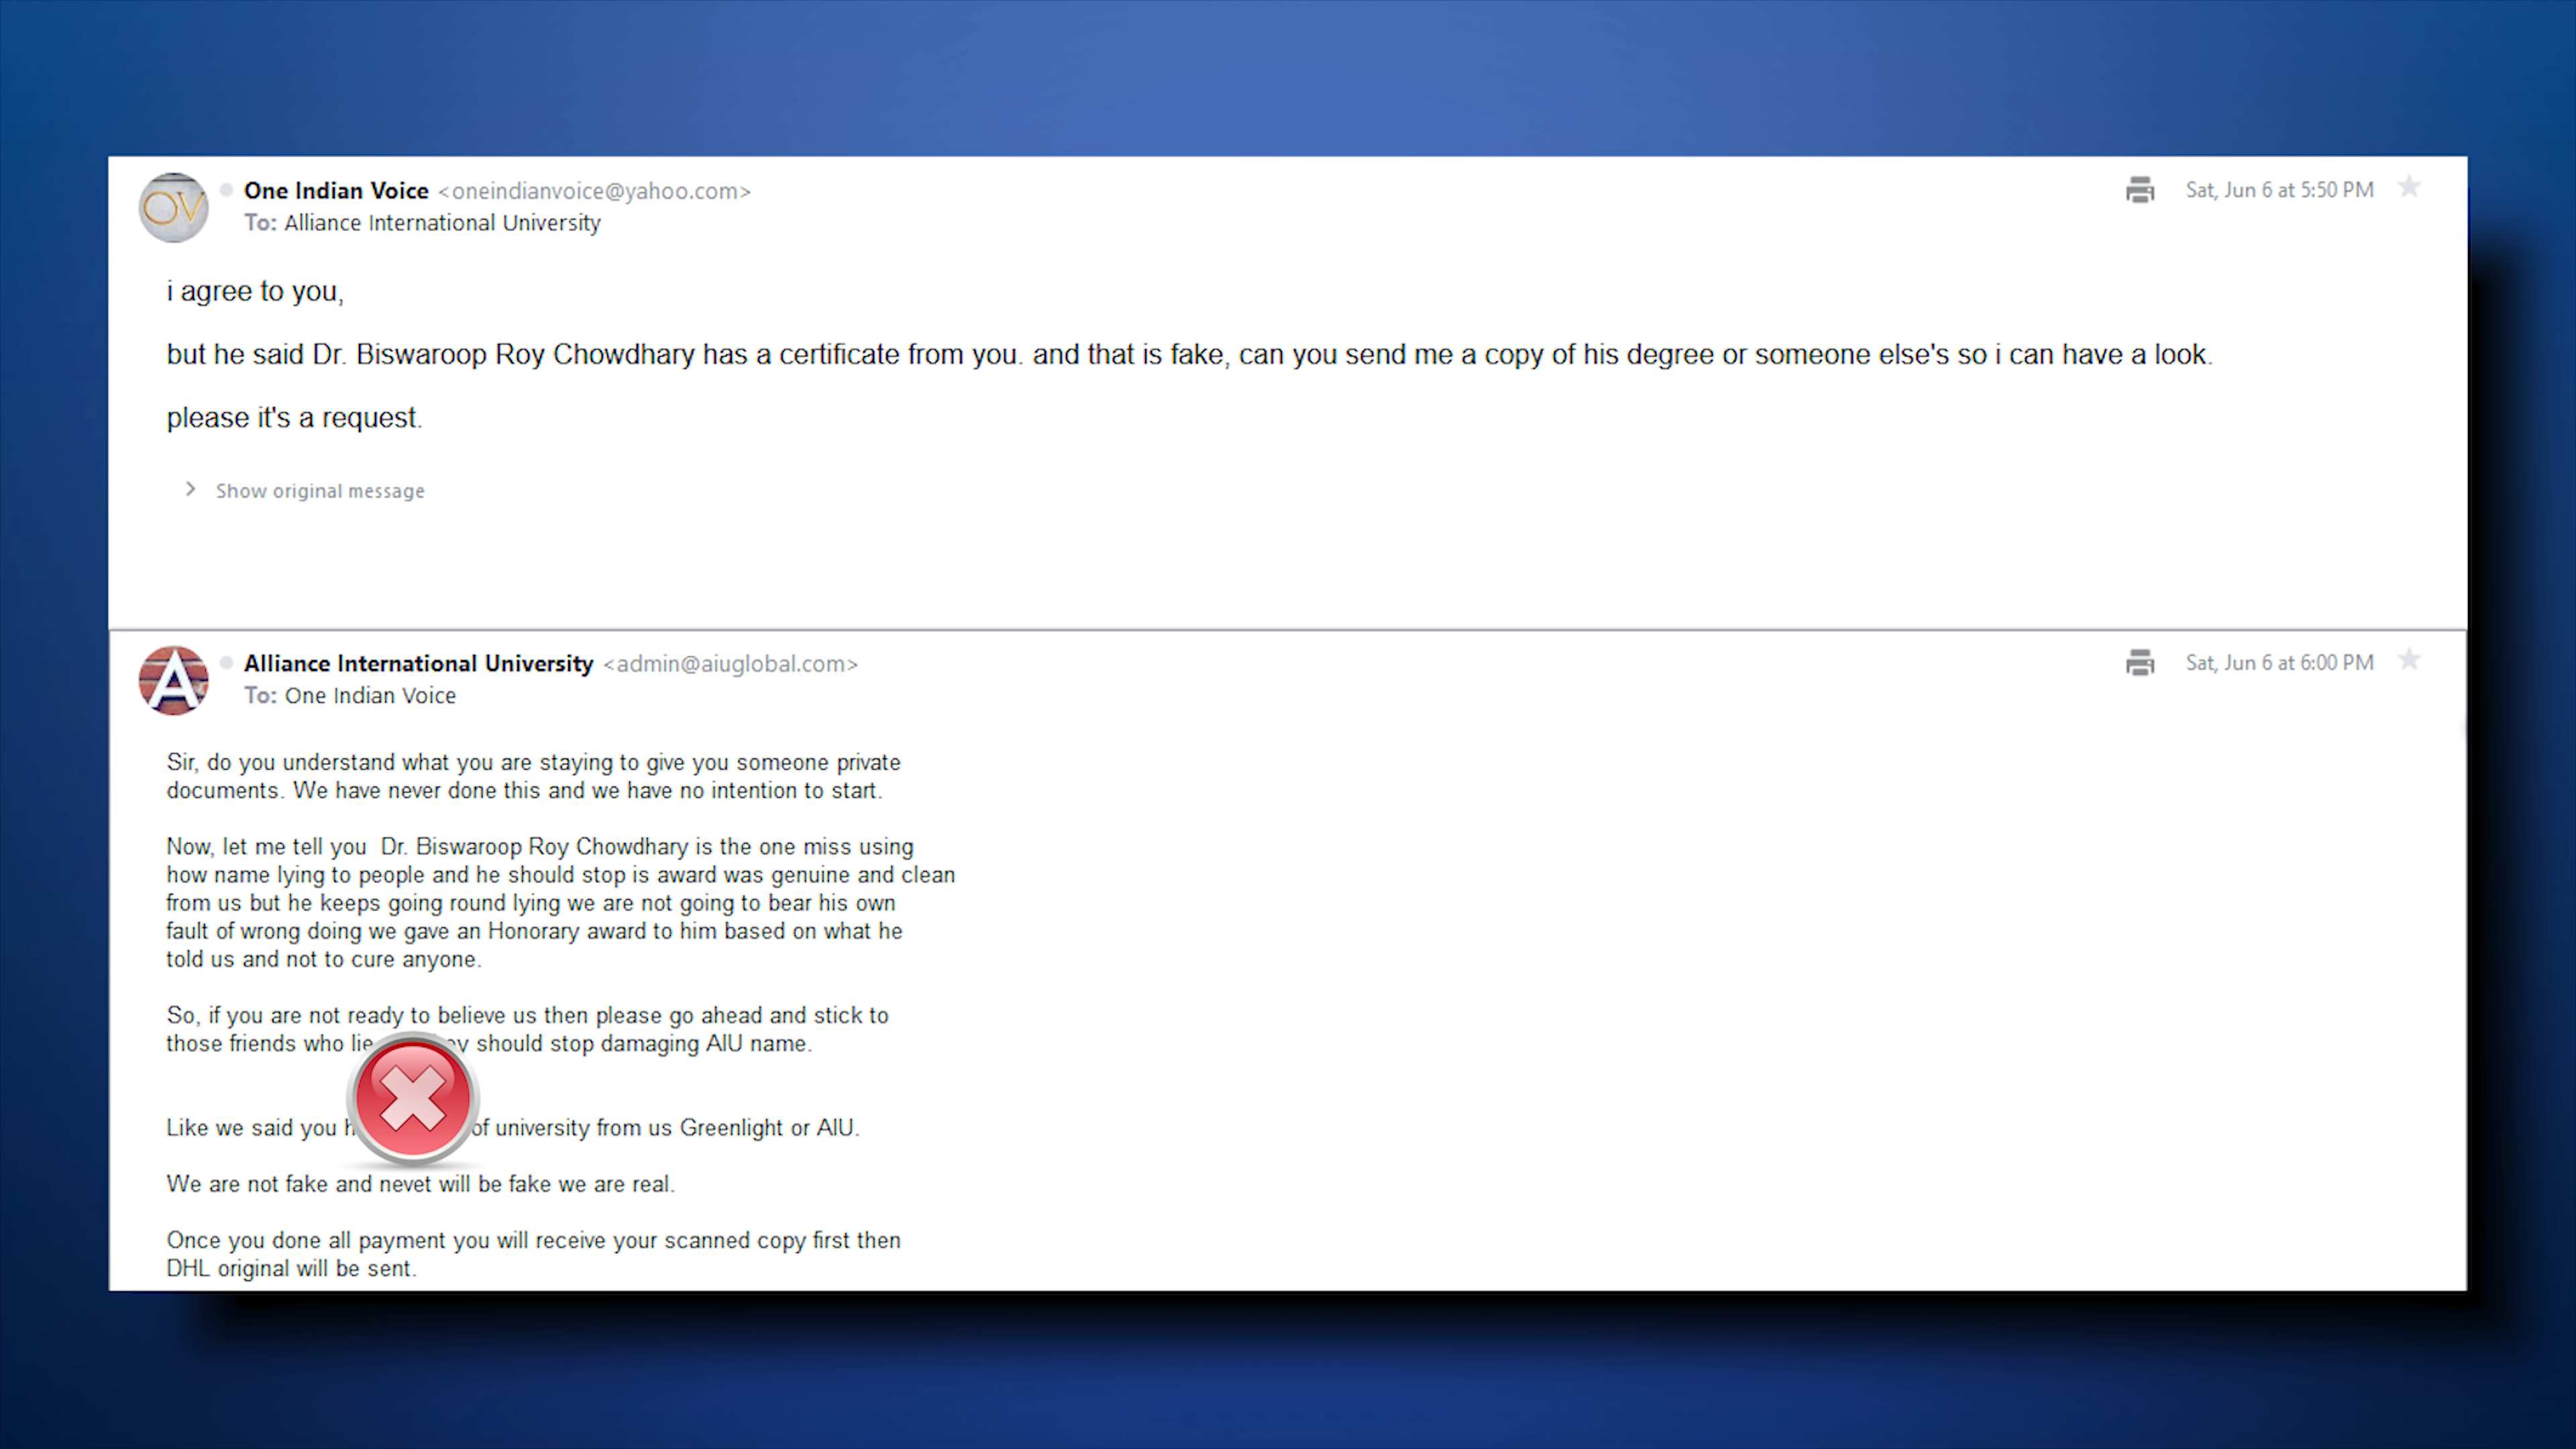 OV
One Indian Voice <oneindianvoice@yahoo.com>
Sat, Jun 6 at 5:50 PM
To: Alliance International University
i agree to you,
but he said Dr. Biswaroop Roy Chowdhary has a certificate from you. and that is fake, can you send me a copy of his degree or someone else's so i can have a look.
please it's a request.
Show original message
A
Alliance International University <admin@aiuglobal.com>
Sat, Jun 6 at 6:00 PM
To: One Indian Voice
Sir, do you understand what you are staying to give you someone private
documents. We have never done this and we have no intention to start.
Now, let me tell you  Dr. Biswaroop Roy Chowdhary is the one miss using
how name lying to people and he should stop is award was genuine and clean
from us but he keeps going round lying we are not going to bear his own
fault of wrong doing we gave an Honorary award to him based on what he
told us and not to cure anyone.
So, if you are not ready to believe us then please go ahead and stick to
those friends who lie should stop damaging AIU name.
Like we said you of university from us Greenlight or AIU.
We are not fake and nevet will be fake we are real.
Once you done all payment you will receive your scanned copy first then
DHL original will be sent.